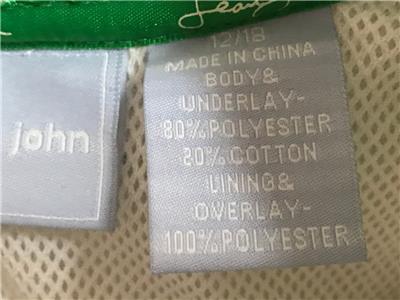 john
12/18
MADE IN CHINA
BODY&
UNDERLAY-
80%POLYESTER
20%COTTON
LINING&
OVERLAY-
100%POLYESTER